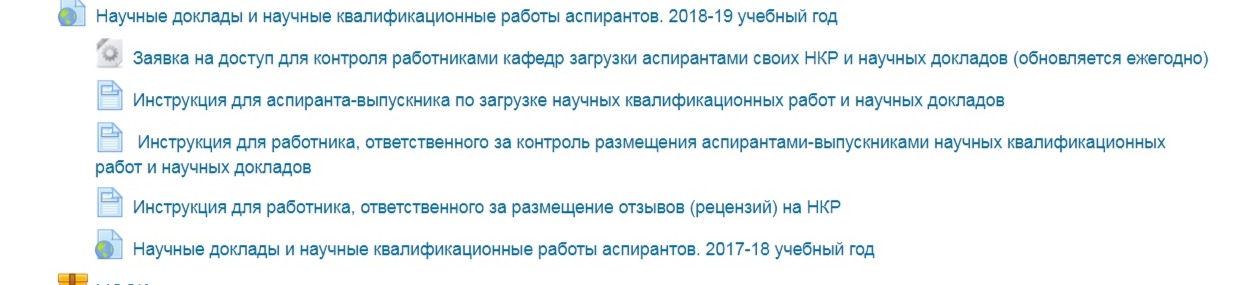 Научные доклады и научные квалификационные работы аспирантов. 2018-19 учебный год
Заявка на доступ для контроля работниками кафедр загрузки аспирантами своих НКР и научных докладов (обновляется ежегодно)
Инструкция для аспиранта-выпускника по загрузке научных квалификационных работ и научных докладов
Инструкция для работника, ответственного за контроль размещения аспирантами-выпускниками научных квалификационных
работ и научных докладов
Инструкция для работника, ответственного за размещение отзывов (рецензий) на НКР
Научные доклады и научные квалификационные работы аспирантов. 2017-18 учебный год